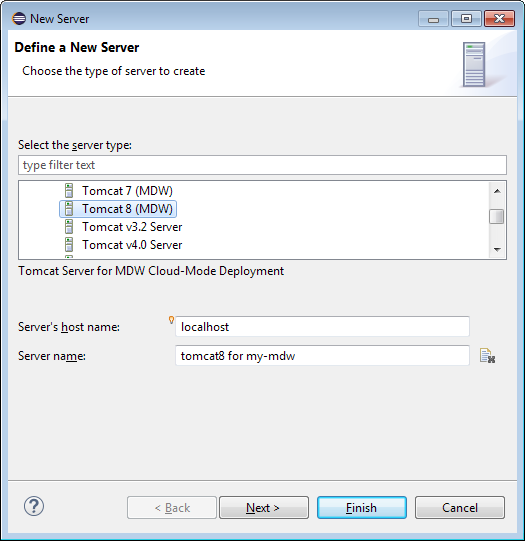 New Server
Define a New Server
Choose the type of server to create
Select the server type:
type filter text
Tomcat 7 (MDW)
Tomcat 8 (MDW)
Tomcat v3.2 Server
Tomcat v4.0 Server
Tomcat Server for MDW Cloud-Mode Deployment
Server's host name: localhost
Server name: tomcat8 for my-mdw
? < Back Next > Finish Cancel